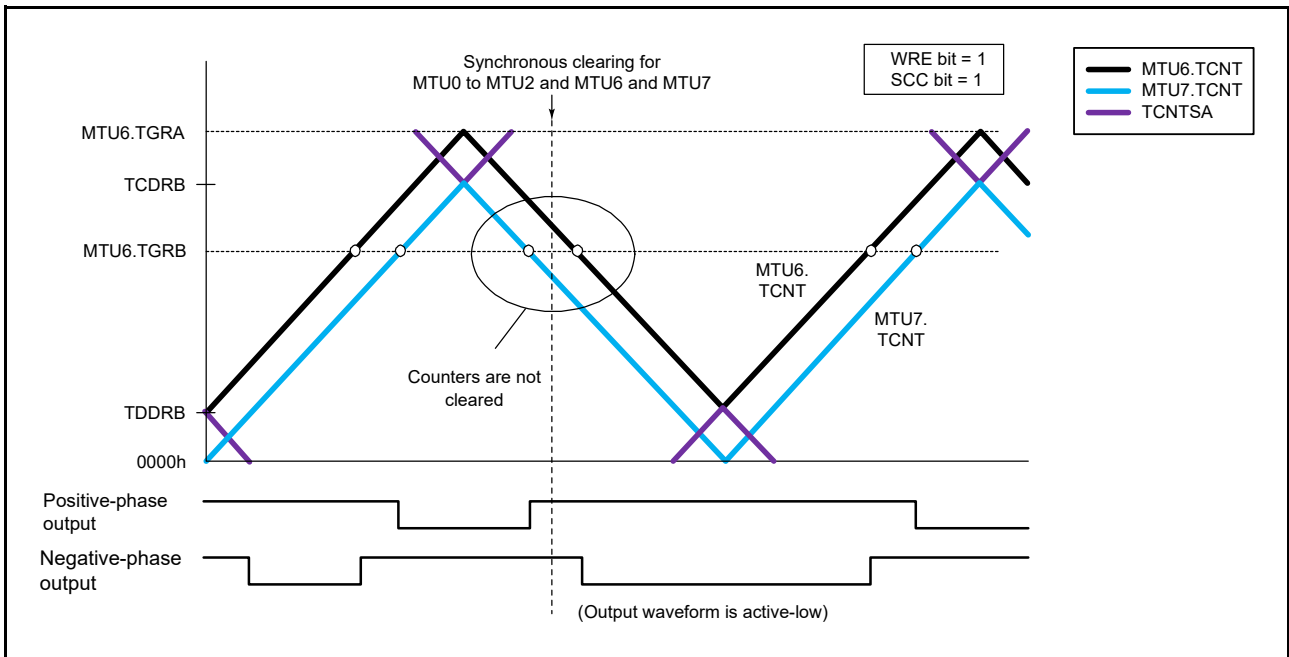 Synchronous clearing for
MTU0 to MTU2 and MTU6 and MTU7
WRE bit = 1
SCC bit = 1
MTU6.TCNT
MTU7.TCNT
TCNTSA
MTU6.TGRA
TCDRB
MTU6.TGRB
MTU6.
TCNT
MTU7.
TCNT
Counters are not
cleared
TDDRB
0000h
Positive-phase
output
Negative-phase
output
(Output waveform is active-low)